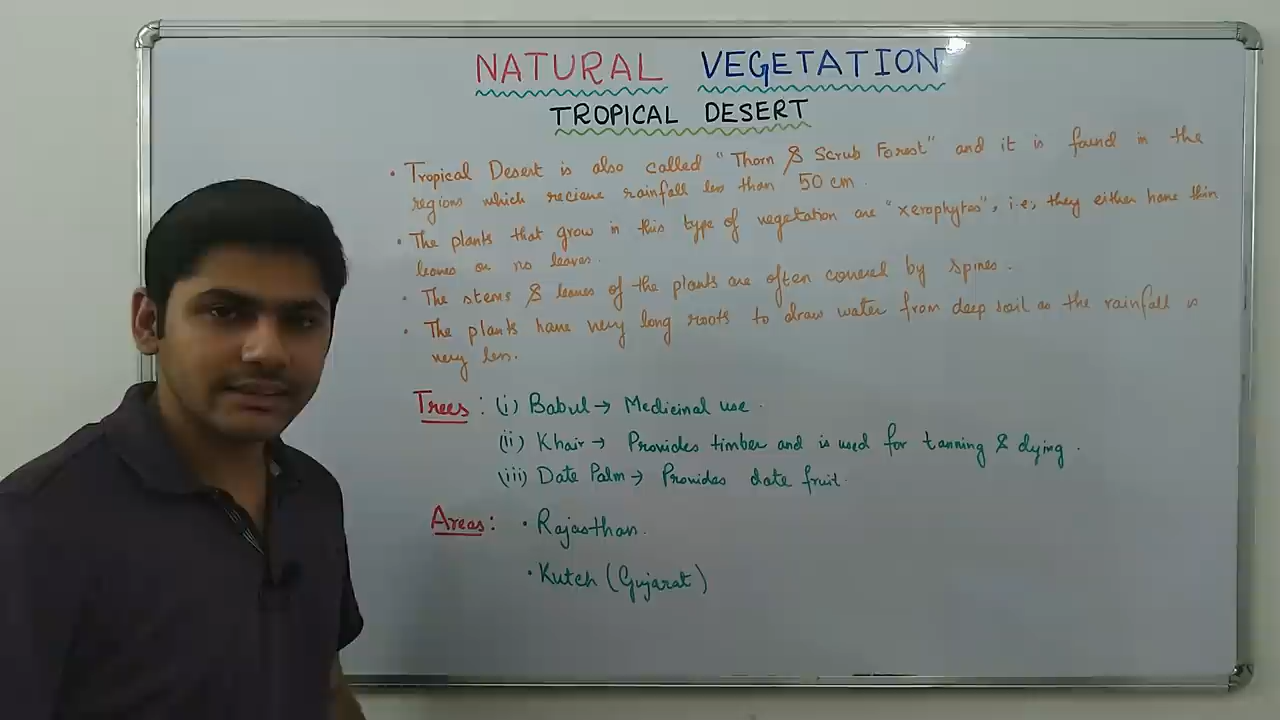 NATURAL VEGETATION
TROPICAL DESERT
• Tropical Desert is also called "Thorn & Scrub Forest" and it is found in the
regions which recieve rainfall less than 50 cm.
• The plants that grow in this type of vegetation are "xerophytes", i.e, they either have thin
leaves or no leaves.
• The stems & leaves of the plants are often covered by spines.
• The plants have very long roots to draw water from deep soil as the rainfall is
very less.
Trees: (i) Babul → Medicinal use.
(ii) Khair → Provides timber and is used for tanning & dying.
(iii) Date Palm → Provides date fruit.
Areas: • Rajasthan.
• Kutch (Gujarat)